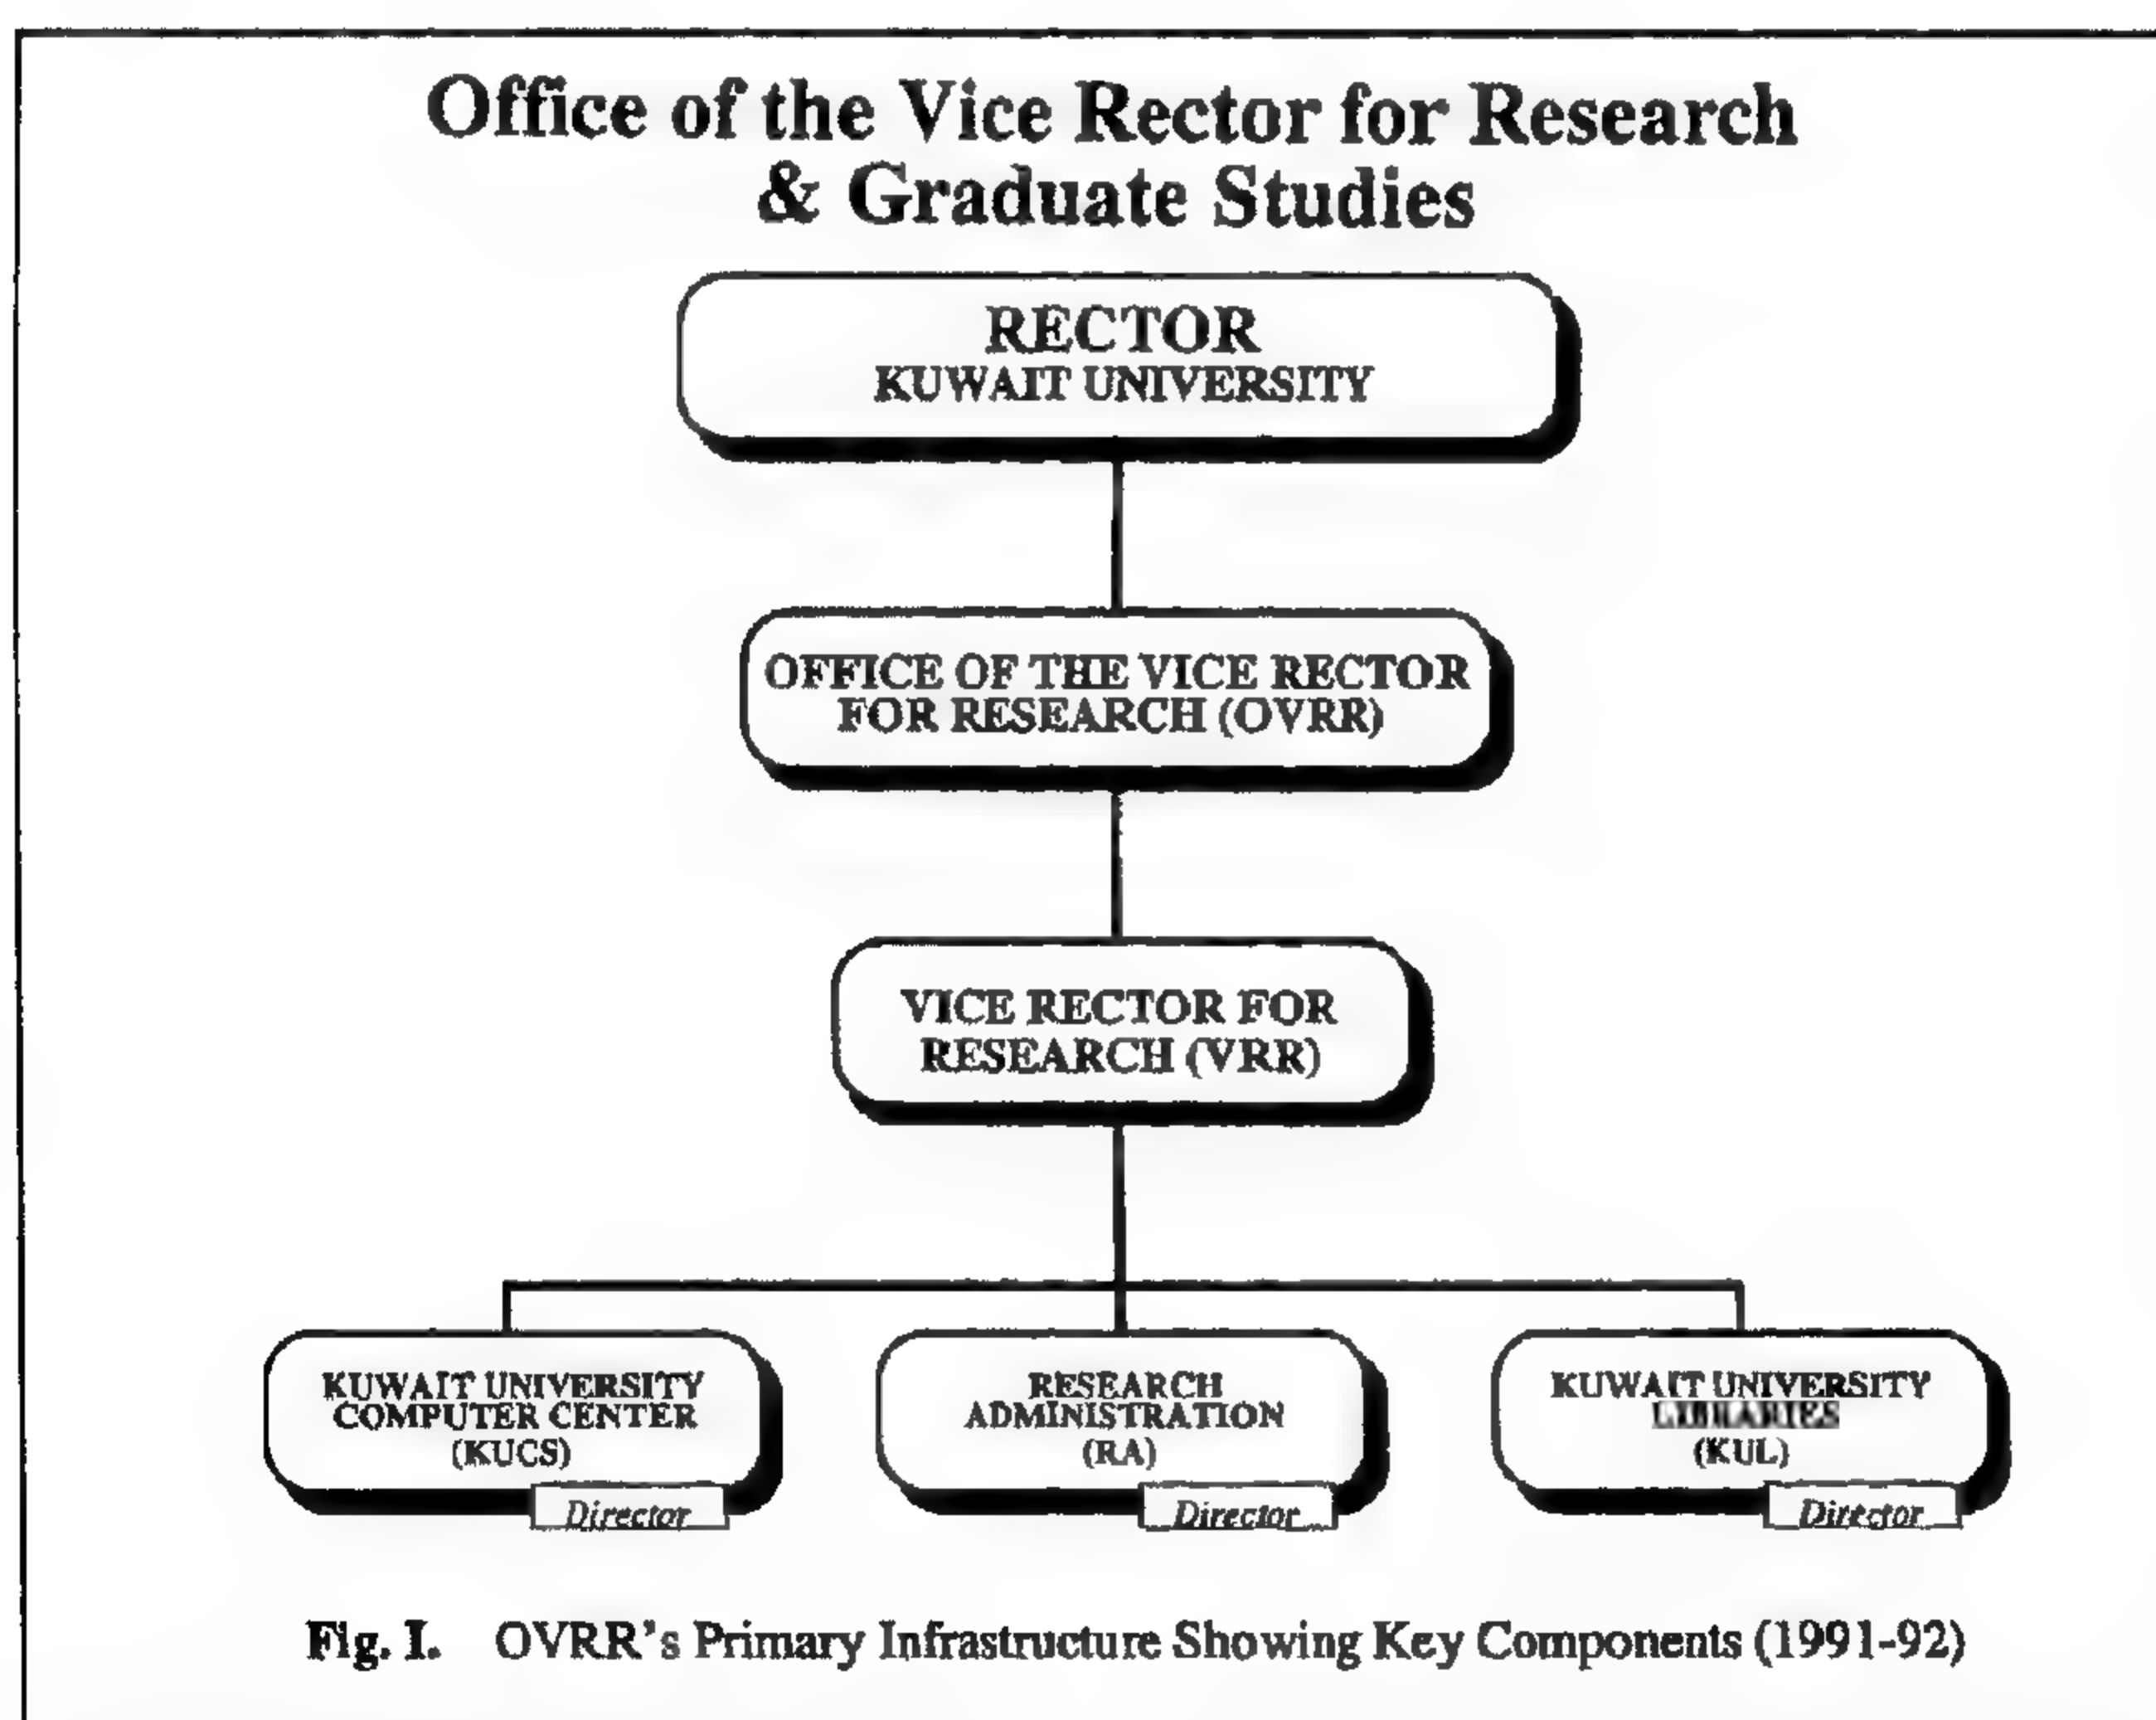 Office of the Vice Rector for Research
& Graduate Studies
RECTOR
KUWAIT UNIVERSITY
OFFICE OF THE VICE RECTOR
FOR RESEARCH (OVRR)
VICE RECTOR FOR
RESEARCH (VRR)
KUWAIT UNIVERSITY
COMPUTER CENTER
(KUCS)
Director
RESEARCH
ADMINISTRATION
(RA)
Director
KUWAIT UNIVERSITY
LIBRARIES
(KUL)
Director
Fig. I. OVRR's Primary Infrastructure Showing Key Components (1991-92)